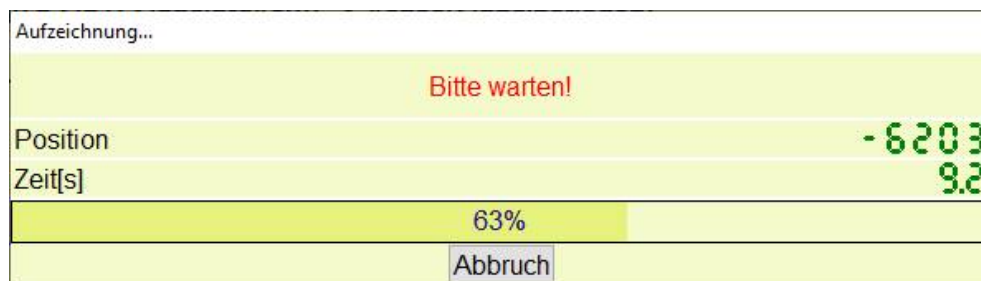 Aufzeichnung...
Bitte warten!
Position -6203
Zeit[s] 9.2
63%
Abbruch